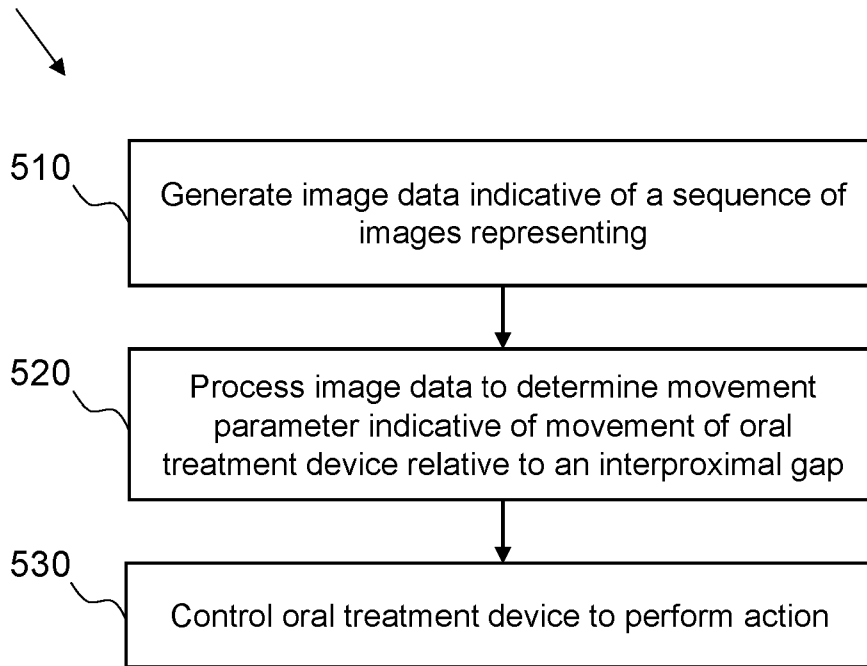 510
Generate image data indicative of a sequence of
images representing
520
Process image data to determine movement
parameter indicative of movement of oral
treatment device relative to an interproximal gap
530
Control oral treatment device to perform action